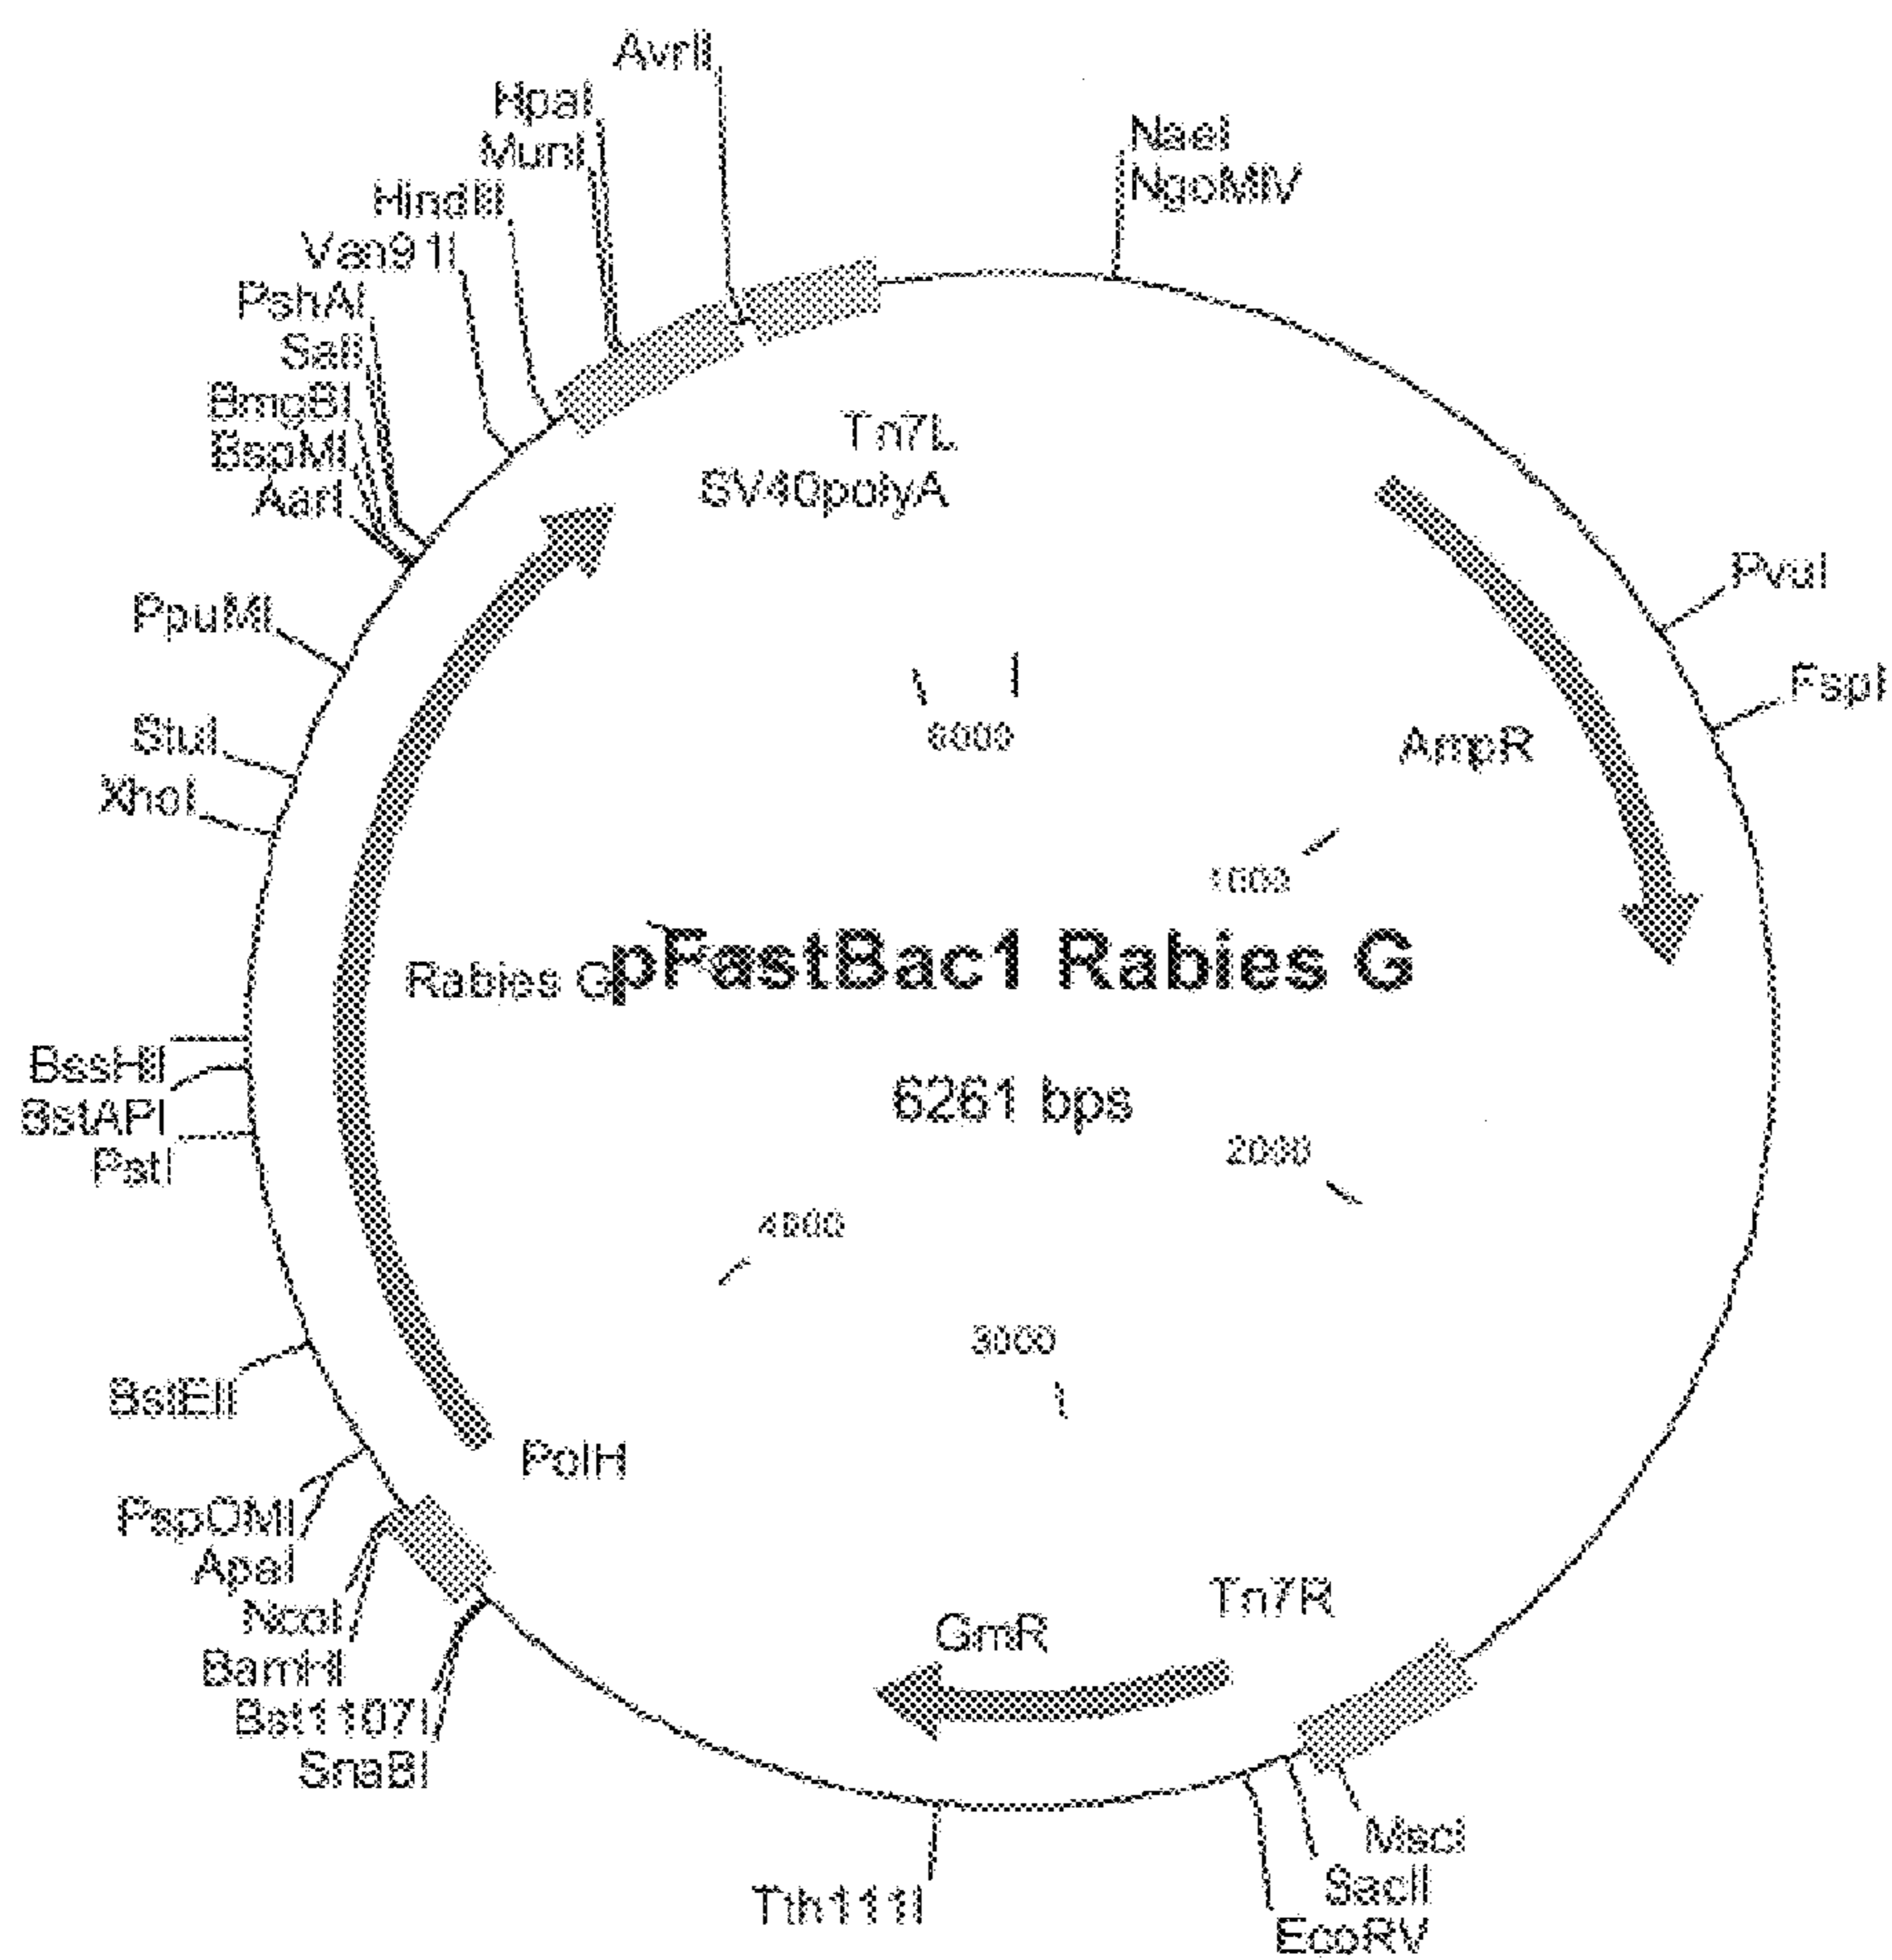 AvrII
HpaI
MunI
HindIII
Van91I
PshAI
SalI
BmgBI
BspMI
AarI
PpuMI
StuI
XhoI
BssHII
BstAPI
PstI
BstEII
PspOMI
ApaI
NcoI
BamHI
Bst1107I
SnaBI
Tth111I
EcoRV
SacII
MscI
FspI
PvuI
NaeI
NgoMIV
Tn7L
SV40polyA
6000
AmpR
1000
Rabies G
pFastBac1 Rabies G
6261 bps
2000
4000
3000
PolH
GmR
Tn7R